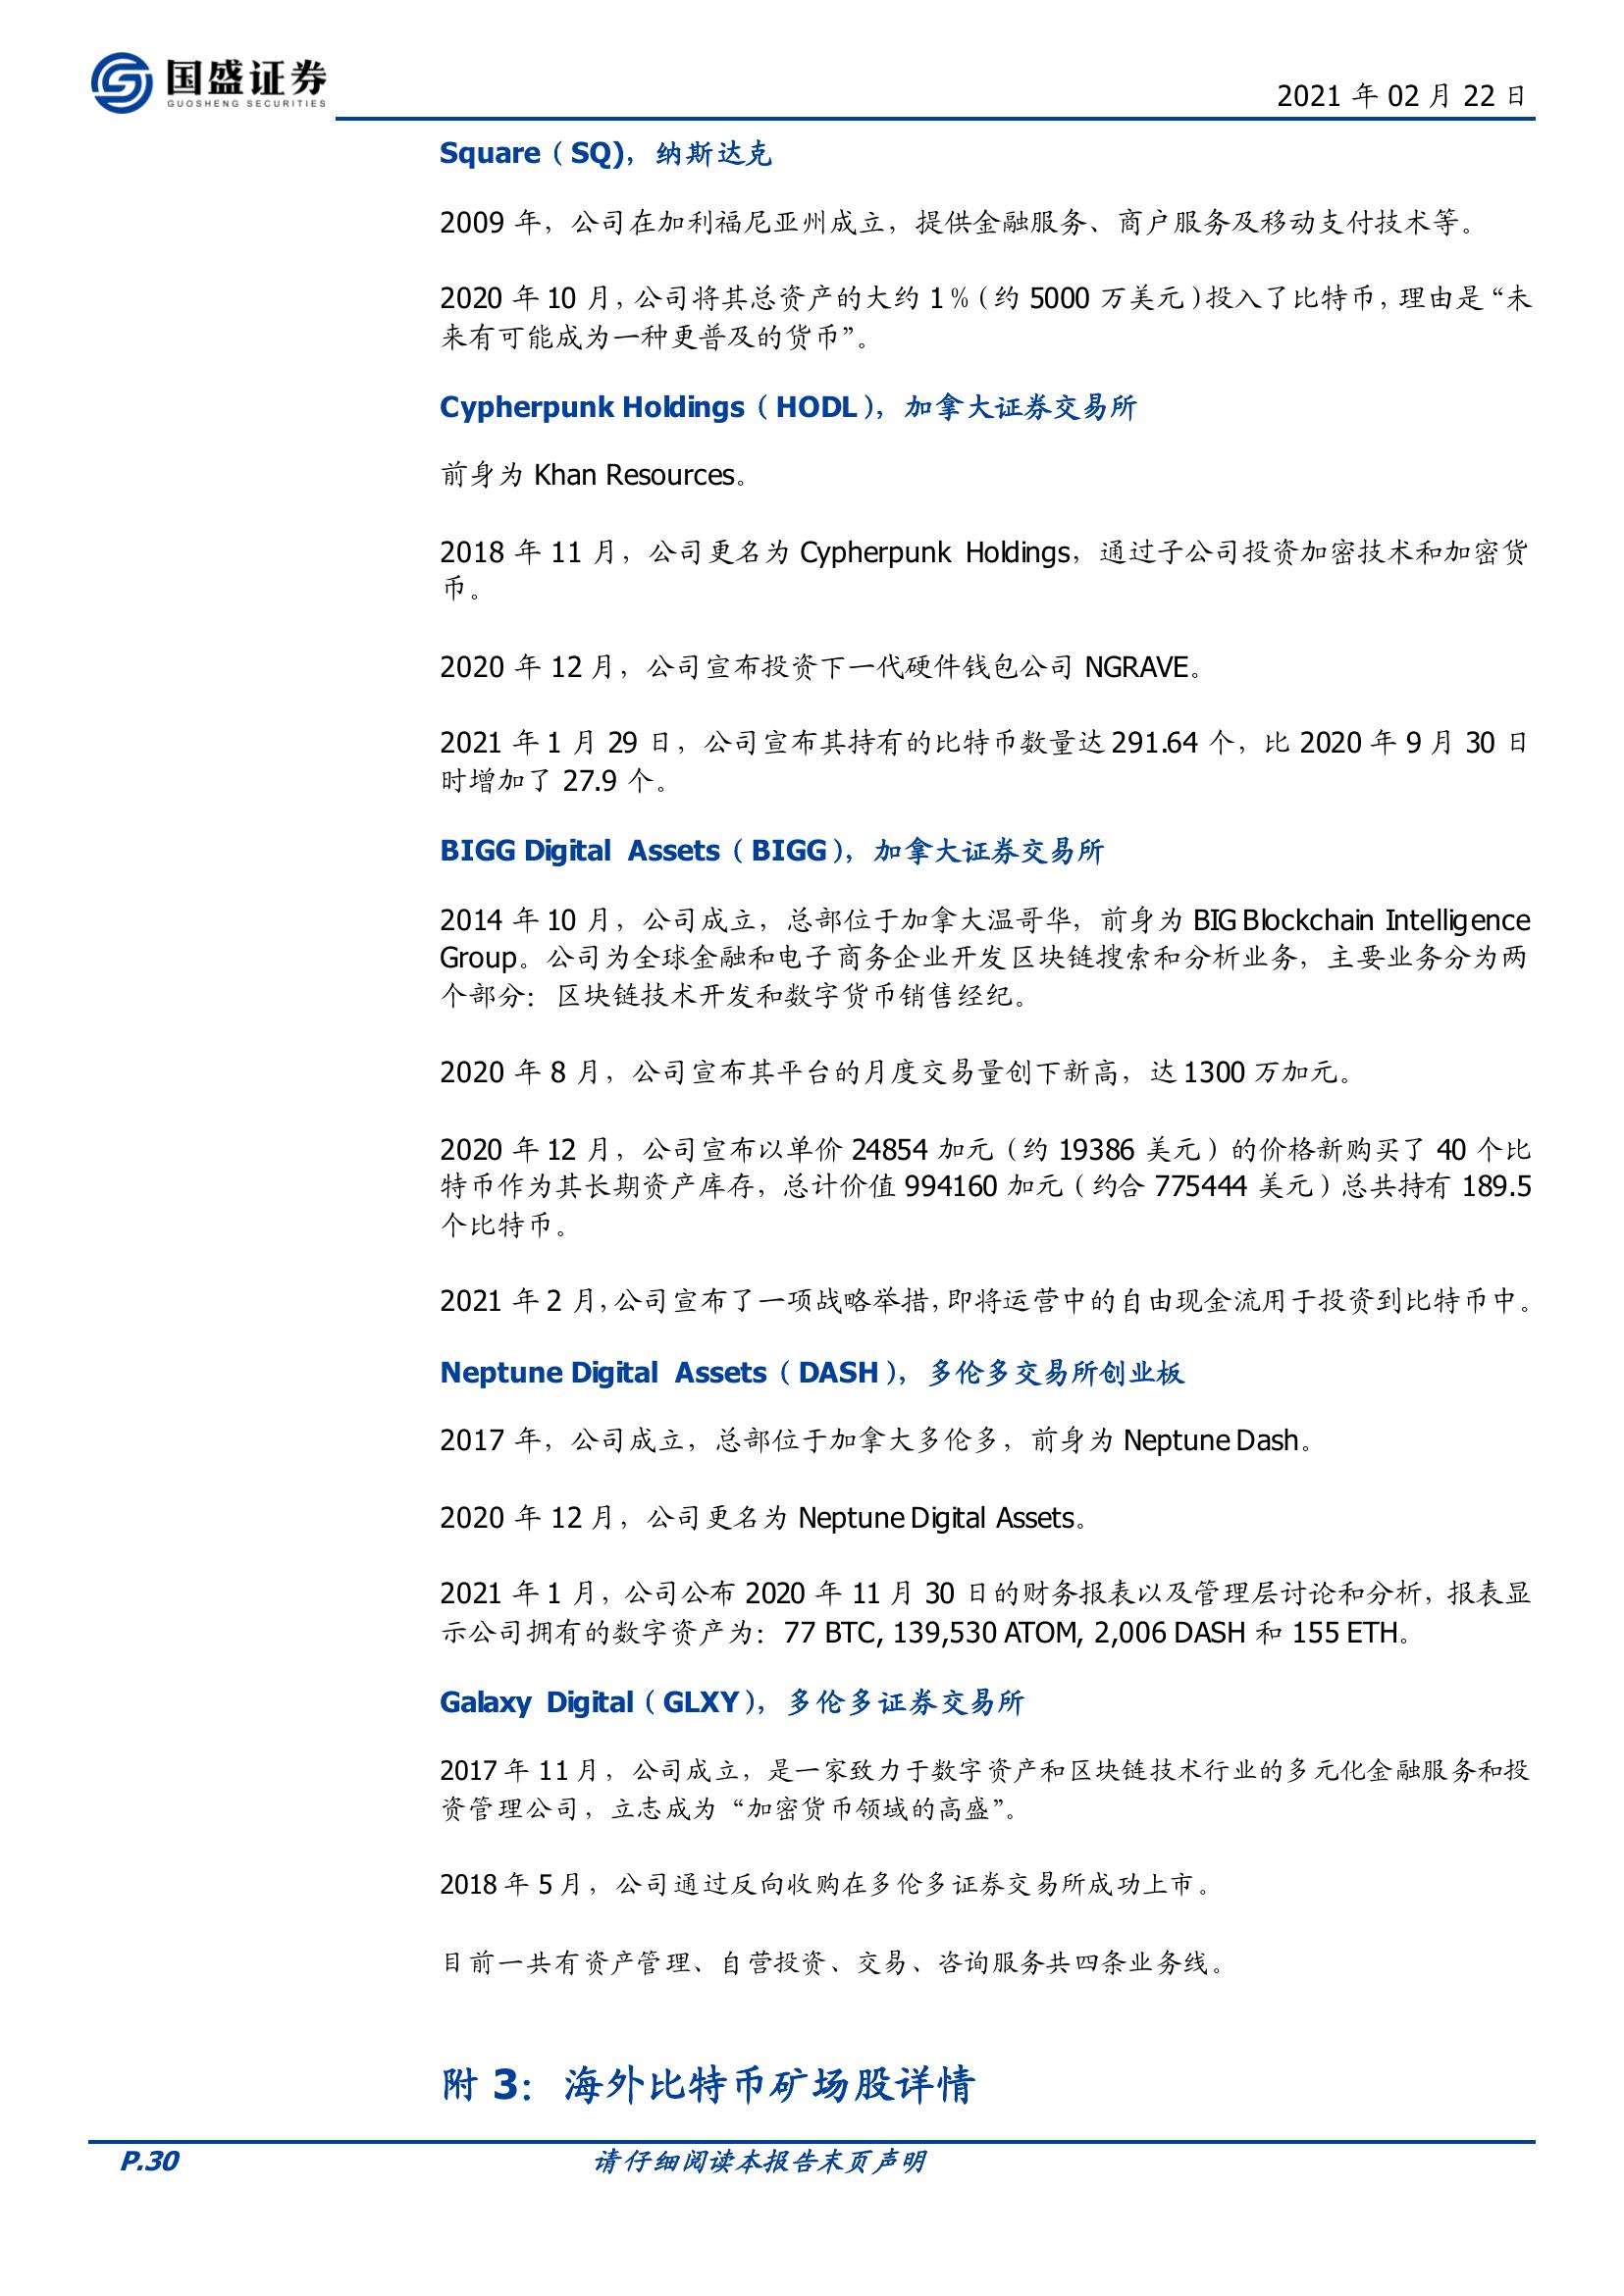 国盛证券
GUOSHENG SECURITIES
2021 年 02 月 22 日
Square（SQ)，纳斯达克
2009 年，公司在加利福尼亚州成立，提供金融服务、商户服务及移动支付技术等。
2020 年 10 月，公司将其总资产的大约 1％（约 5000 万美元）投入了比特币，理由是“未
来有可能成为一种更普及的货币”。
Cypherpunk Holdings（HODL），加拿大证券交易所
前身为 Khan Resources。
2018 年 11 月，公司更名为 Cypherpunk Holdings，通过子公司投资加密技术和加密货
币。
2020 年 12 月，公司宣布投资下一代硬件钱包公司 NGRAVE。
2021 年 1 月 29 日，公司宣布其持有的比特币数量达 291.64 个，比 2020 年 9 月 30 日
时增加了 27.9 个。
BIGG Digital Assets（BIGG），加拿大证券交易所
2014 年 10 月，公司成立，总部位于加拿大温哥华，前身为 BIG Blockchain Intelligence
Group。公司为全球金融和电子商务企业开发区块链搜索和分析业务，主要业务分为两
个部分：区块链技术开发和数字货币销售经纪。
2020 年 8 月，公司宣布其平台的月度交易量创下新高，达 1300 万加元。
2020 年 12 月，公司宣布以单价 24854 加元（约 19386 美元）的价格新购买了 40 个比
特币作为其长期资产库存，总计价值 994160 加元（约合 775444 美元）总共持有 189.5
个比特币。
2021 年 2 月，公司宣布了一项战略举措，即将运营中的自由现金流用于投资到比特币中。
Neptune Digital Assets（DASH），多伦多交易所创业板
2017 年，公司成立，总部位于加拿大多伦多，前身为 Neptune Dash。
2020 年 12 月，公司更名为 Neptune Digital Assets。
2021 年 1 月，公司公布 2020 年 11 月 30 日的财务报表以及管理层讨论和分析，报表显
示公司拥有的数字资产为：77 BTC, 139,530 ATOM, 2,006 DASH 和 155 ETH。
Galaxy Digital（GLXY），多伦多证券交易所
2017 年 11 月，公司成立，是一家致力于数字资产和区块链技术行业的多元化金融服务和投
资管理公司，立志成为“加密货币领域的高盛”。
2018 年 5 月，公司通过反向收购在多伦多证券交易所成功上市。
目前一共有资产管理、自营投资、交易、咨询服务共四条业务线。
附 3：海外比特币矿场股详情
P.30
请仔细阅读本报告末页声明